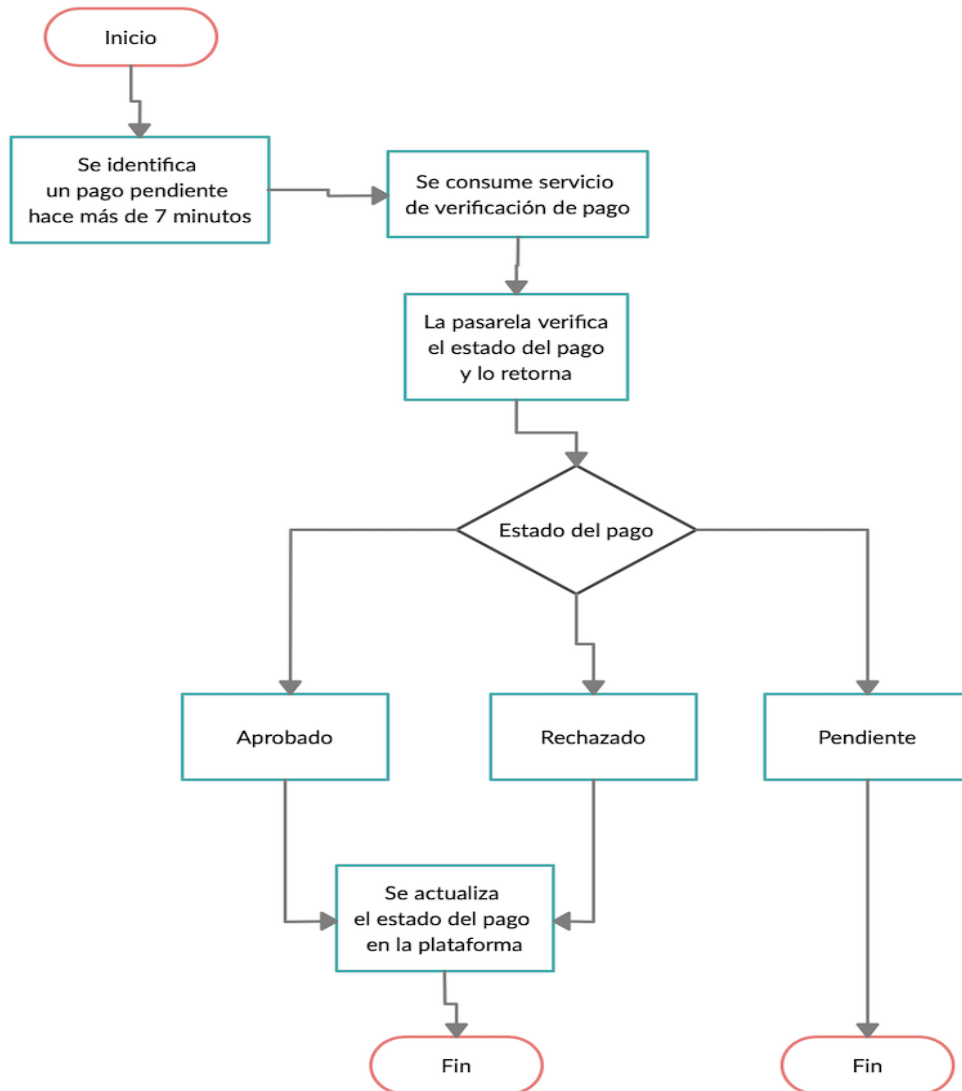 Inicio
Se identifica
un pago pendiente
hace más de 7 minutos
Se consume servicio
de verificación de pago
La pasarela verifica
el estado del pago
y lo retorna
Estado del pago
Aprobado
Rechazado
Pendiente
Se actualiza
el estado del pago
en la plataforma
Fin
Fin